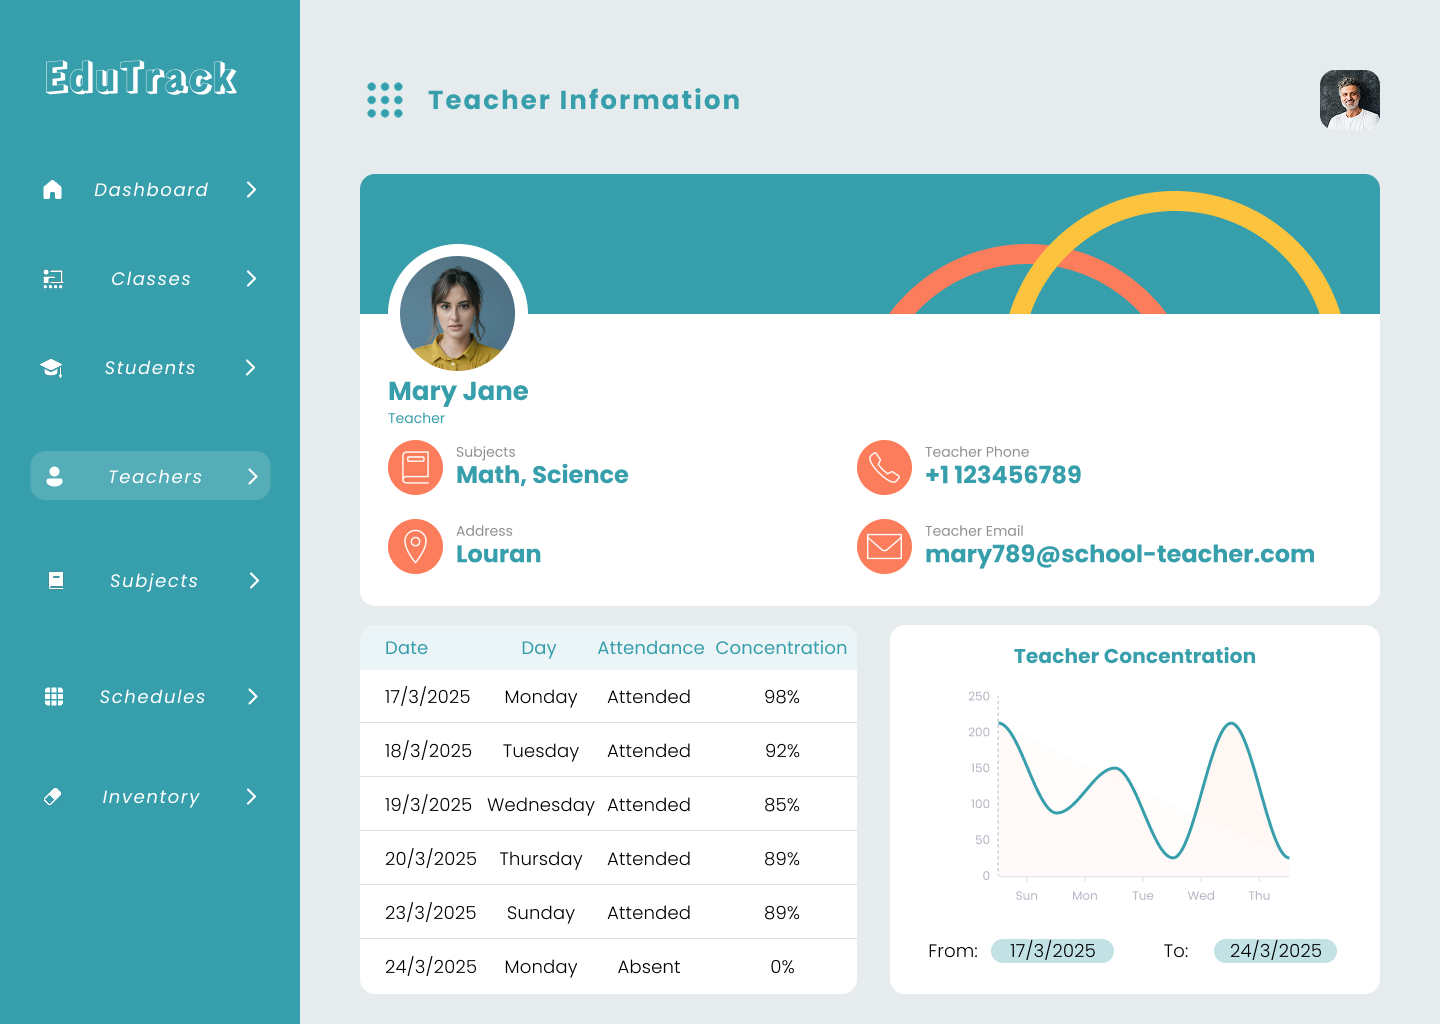 EduTrack
Dashboard
Classes
Students
Teachers
Subjects
Schedules
Inventory
Teacher Information
Mary Jane
Teacher
Subjects
Math, Science
Teacher Phone
+1 123456789
Address
Louran
Teacher Email
mary789@school-teacher.com
Date Day Attendance Concentration
17/3/2025 Monday Attended 98%
18/3/2025 Tuesday Attended 92%
19/3/2025 Wednesday Attended 85%
20/3/2025 Thursday Attended 89%
23/3/2025 Sunday Attended 89%
24/3/2025 Monday Absent 0%
Teacher Concentration
250
200
150
100
50
0
Sun Mon Tue Wed Thu
From: 17/3/2025 To: 24/3/2025